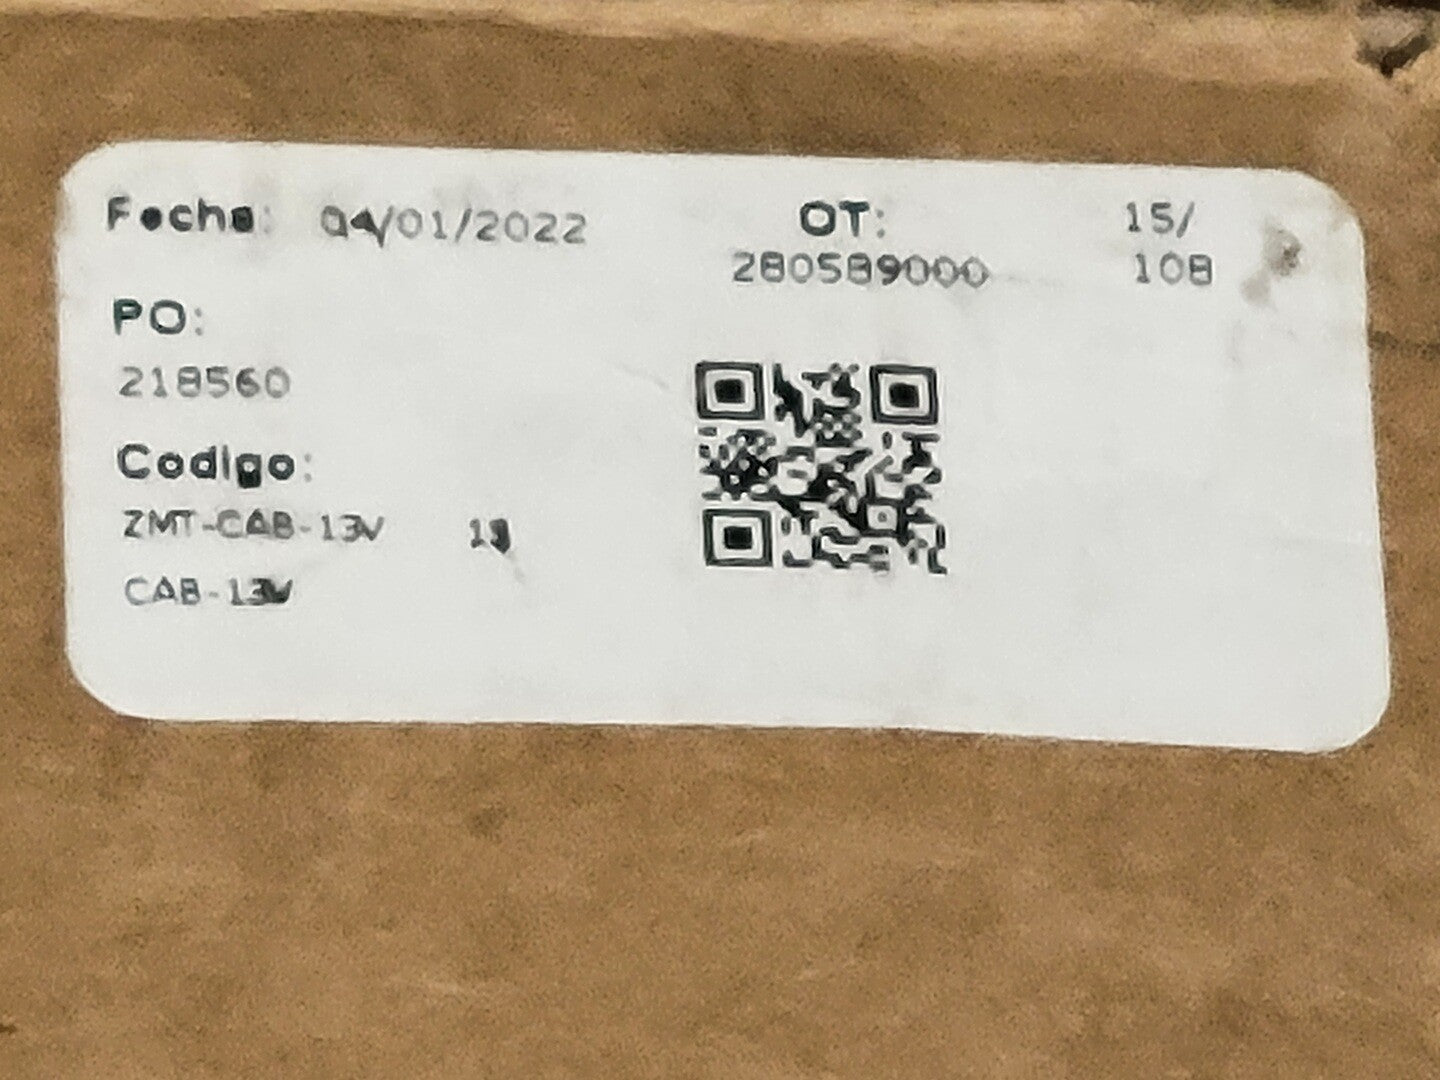 Fecha: 04/01/2022
OT: 15/
280589000 108
PO:
218560
Codigo:
ZMT-CAB-13V
CAB-13V